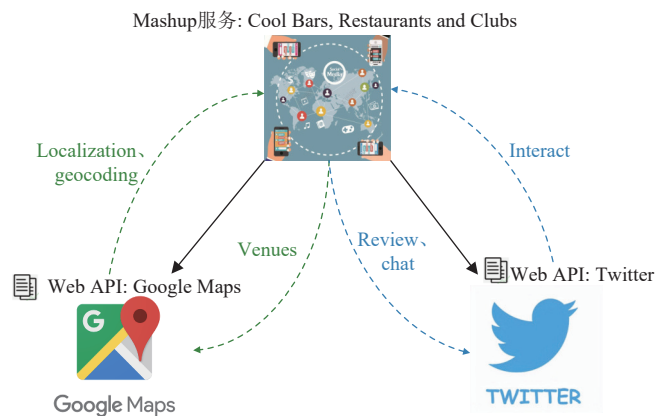 Mashup服务: Cool Bars, Restaurants and Clubs
Media
Localization、
geocoding
Interact
Venues
Review、
chat
Web API: Google Maps
Web API: Twitter
G
Google Maps
TWITTER